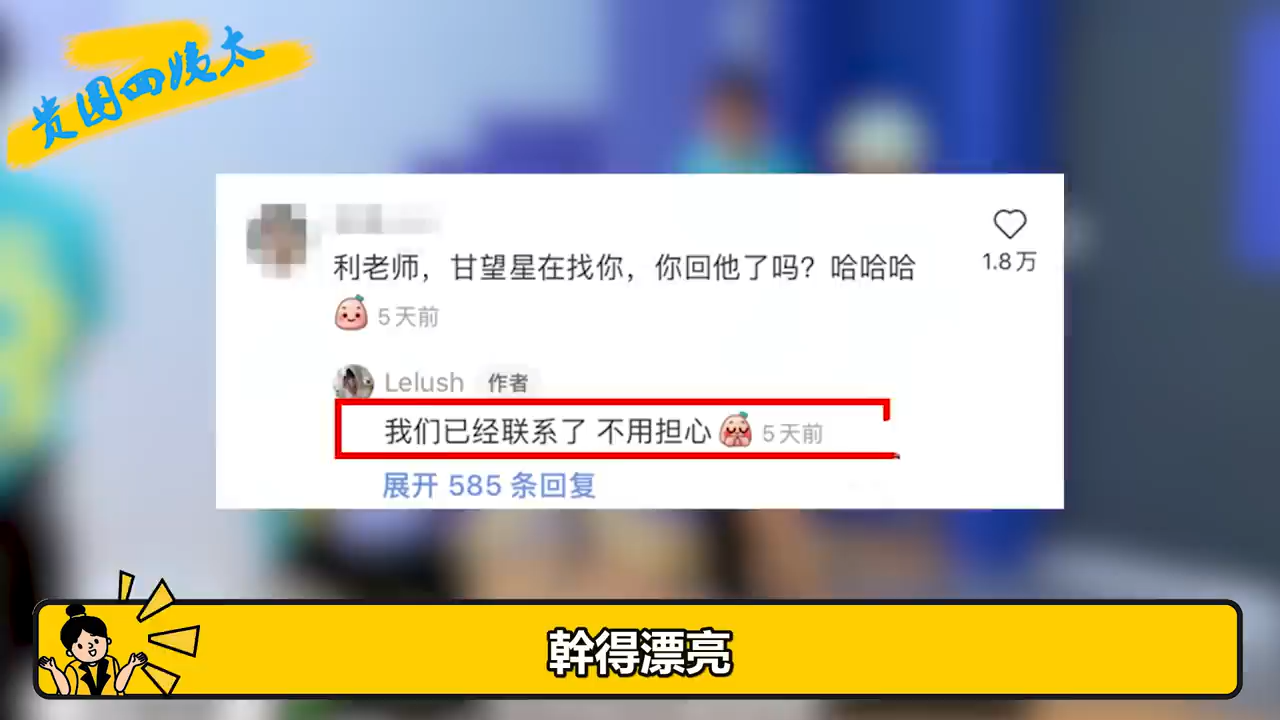 贵圈四姨太
利老师，甘望星在找你，你回他了吗？哈哈哈
1.8万
5天前
Lelush 作者
我们已经联系了 不用担心 5天前
展开 585 条回复
幹得漂亮